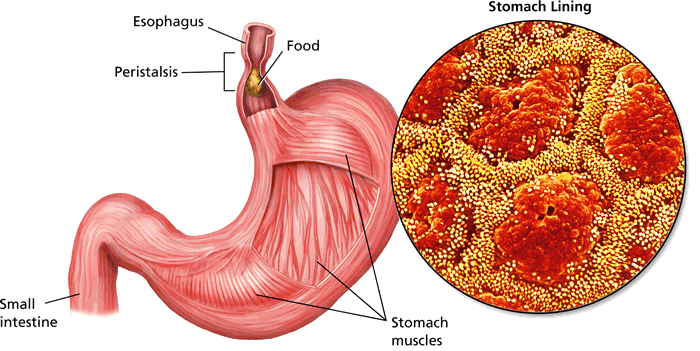 Stomach Lining
Esophagus
Food
Peristalsis
Small
intestine
Stomach
muscles